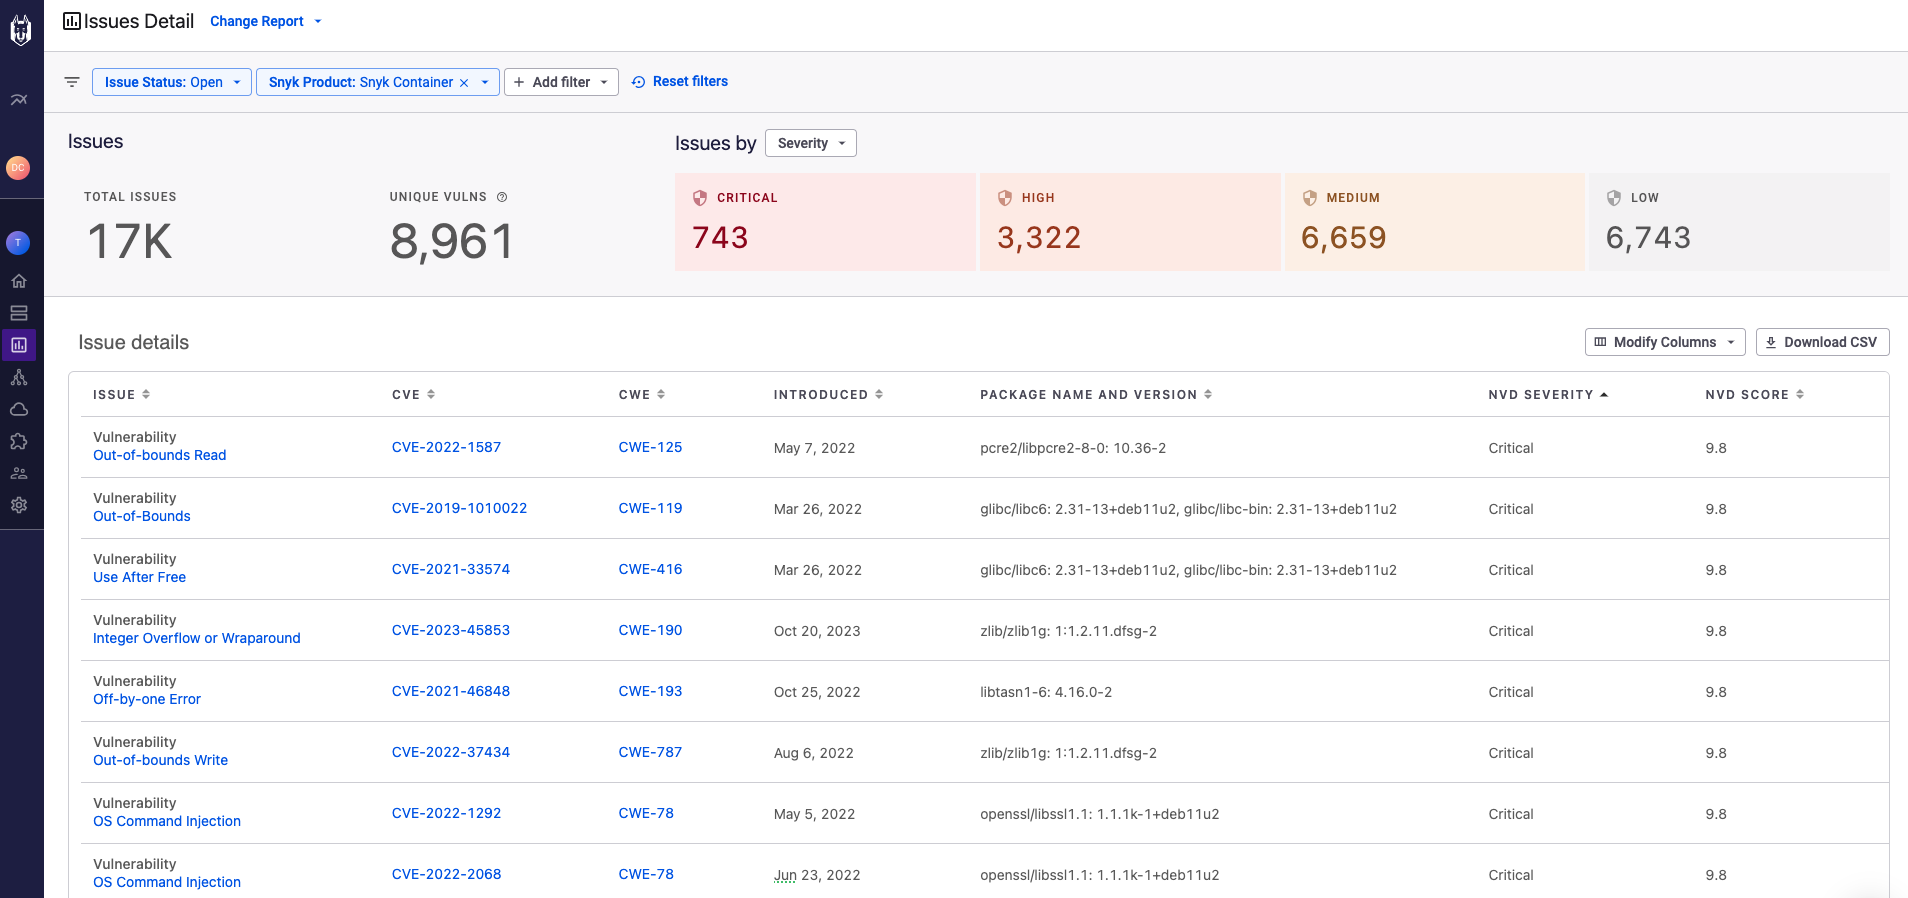 Issues Detail Change Report
Issue Status: Open Snyk Product: Snyk Container Add filter Reset filters
Issues
Issues by Severity
TOTAL ISSUES UNIQUE VULNS
17K 8,961
CRITICAL HIGH MEDIUM LOW
743 3,322 6,659 6,743
DC
T
Issue details Modify Columns Download CSV
ISSUE CVE CWE INTRODUCED PACKAGE NAME AND VERSION NVD SEVERITY NVD SCORE
Vulnerability
Out-of-bounds Read CVE-2022-1587 CWE-125 May 7, 2022 pcre2/libpcre2-8-0: 10.36-2 Critical 9.8
Vulnerability
Out-of-Bounds CVE-2019-1010022 CWE-119 Mar 26, 2022 glibc/libc6: 2.31-13+deb11u2, glibc/libc-bin: 2.31-13+deb11u2 Critical 9.8
Vulnerability
Use After Free CVE-2021-33574 CWE-416 Mar 26, 2022 glibc/libc6: 2.31-13+deb11u2, glibc/libc-bin: 2.31-13+deb11u2 Critical 9.8
Vulnerability
Integer Overflow or Wraparound CVE-2023-45853 CWE-190 Oct 20, 2023 zlib/zlib1g: 1:1.2.11.dfsg-2 Critical 9.8
Vulnerability
Off-by-one Error CVE-2021-46848 CWE-193 Oct 25, 2022 libtasn1-6: 4.16.0-2 Critical 9.8
Vulnerability
Out-of-bounds Write CVE-2022-37434 CWE-787 Aug 6, 2022 zlib/zlib1g: 1:1.2.11.dfsg-2 Critical 9.8
Vulnerability
OS Command Injection CVE-2022-1292 CWE-78 May 5, 2022 openssl/libssl1.1: 1.1.1k-1+deb11u2 Critical 9.8
Vulnerability
OS Command Injection CVE-2022-2068 CWE-78 Jun 23, 2022 openssl/libssl1.1: 1.1.1k-1+deb11u2 Critical 9.8